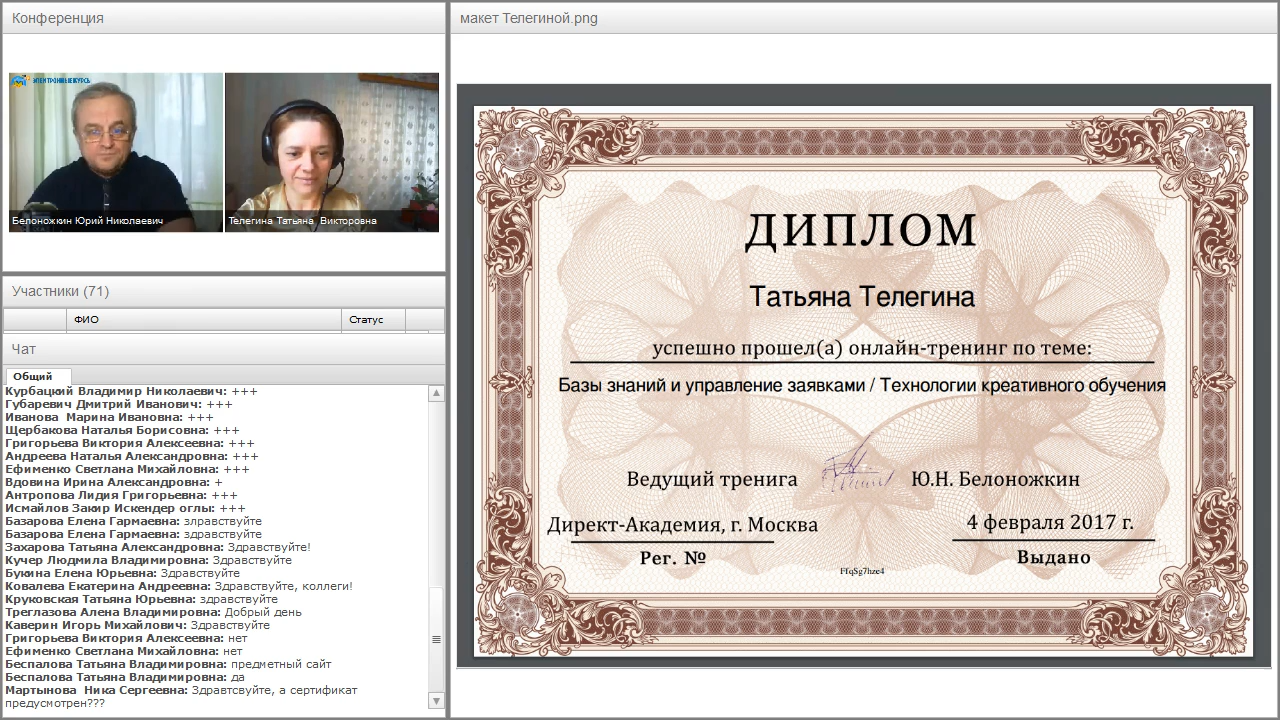 Конференция
ЭЛЕКТРОННЫЕ КУРСЫ
Белоножкин Юрий Николаевич
Телегина Татьяна Викторовна
Участники (71)
ФИО
Статус
Чат
Общий
Курбацкий Владимир Николаевич: +++
Губаревич Дмитрий Иванович: +++
Иванова Марина Ивановна: +++
Щербакова Наталья Борисовна: +++
Григорьева Виктория Алексеевна: +++
Андреева Наталья Александровна: +++
Ефименко Светлана Михайловна: +++
Вдовина Ирина Александровна: +
Антропова Лидия Григорьевна: +++
Исмайлов Закир Искендер оглы: +++
Базарова Елена Гармаевна: злравствуйте
Базарова Елена Гармаевна: здравствуйте
Захарова Татьяна Александровна: Здравствуйте!
Кучер Людмила Владимировна: Здравствуйте
Букина Елена Юрьевна: Здравствуйте
Ковалева Екатерина Андреевна: Здравствуйте, коллеги!
Круковская Татьяна Юрьевна: здравствуйте
Треглазова Алена Владимировна: Добрый день
Каверин Игорь Михайлович: Здравствуйте
Григорьева Виктория Алексеевна: нет
Ефименко Светлана Михайловна: нет
Беспалова Татьяна Владимировна: предметный сайт
Беспалова Татьяна Владимировна: да
Мартынова Ника Сергеевна: Здравтсвуйте, а сертификат
предусмотрен???
макет Телегиной.png
ДИПЛОМ
Татьяна Телегина
успешно прошел(а) онлайн-тренинг по теме:
Базы знаний и управление заявками / Технологии креативного обучения
Ведущий тренига Ю.Н. Белоножкин
Директ-Академия, г. Москва
4 февраля 2017 г.
Рег. №
Выдано
FfqSg7hze4